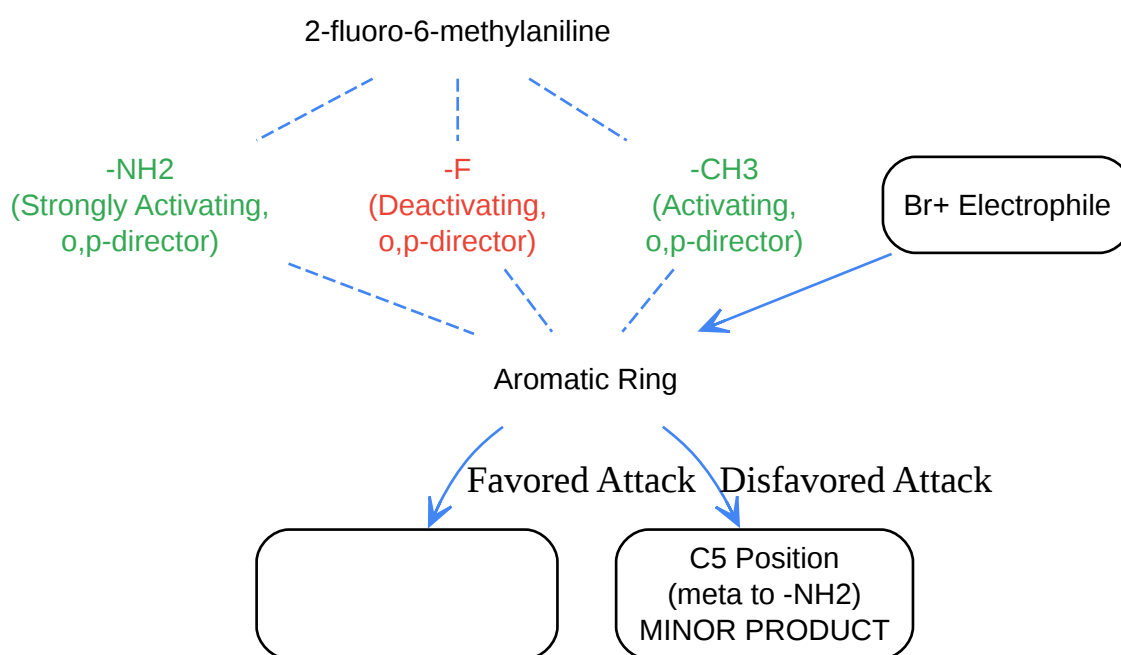 2-fluoro-6-methylaniline
-NH2
(Strongly Activating,
o,p-director)
-F
(Deactivating,
o,p-director)
-CH3
(Activating,
o,p-director)
Br+ Electrophile
Aromatic Ring
Favored Attack
Disfavored Attack
C5 Position
(meta to -NH2)
MINOR PRODUCT